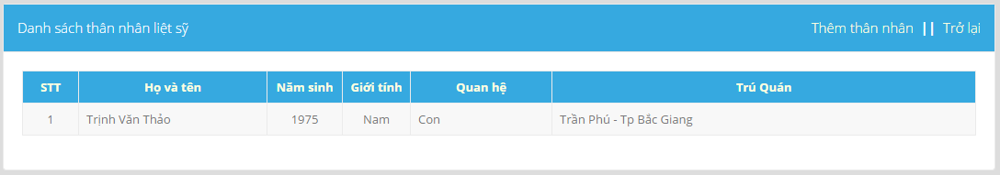 Danh sách thân nhân liệt sỹ
Thêm thân nhân || Trở lại
STT Họ và tên Năm sinh Giới tính Quan hệ Trú Quán
1 Trịnh Văn Thảo 1975 Nam Con Trần Phú - Tp Bắc Giang